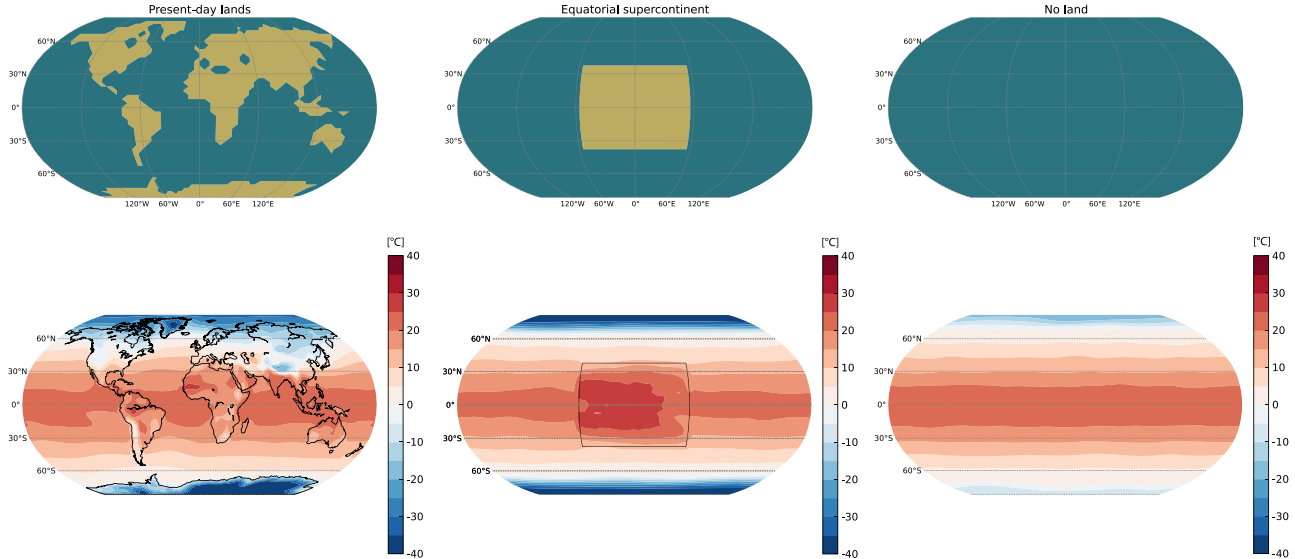 Present-day lands
60°N
30°N
0°
30°S
60°S
120°W 60°W 0° 60°E 120°E
Equatorial supercontinent
60°N
30°N
0°
30°S
60°S
120°W 60°W 0° 60°E 120°E
No land
60°N
30°N
0°
30°S
60°S
120°W 60°W 0° 60°E 120°E
60°N
30°N
0°
30°S
60°S
[℃]
40
30
20
10
0
-10
-20
-30
-40
60°N
30°N
0°
30°S
60°S
[℃]
40
30
20
10
0
-10
-20
-30
-40
60°N
30°N
0°
30°S
60°S
[℃]
40
30
20
10
0
-10
-20
-30
-40